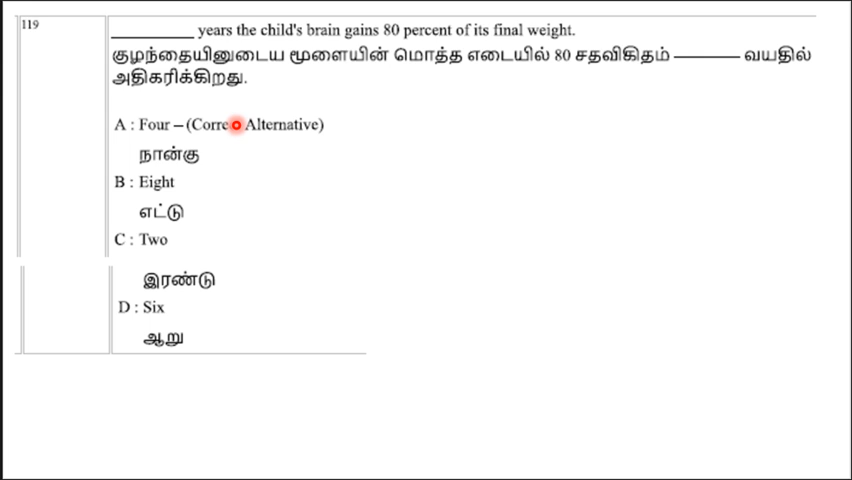 119
__________ years the child's brain gains 80 percent of its final weight.
குழந்தையினுடைய மூளையின் மொத்த எடையில் 80 சதவிகிதம் ———— வயதில்
அதிகரிக்கிறது.
A : Four – (Corre Alternative)
நான்கு
B : Eight
எட்டு
C : Two
இரண்டு
D : Six
ஆறு